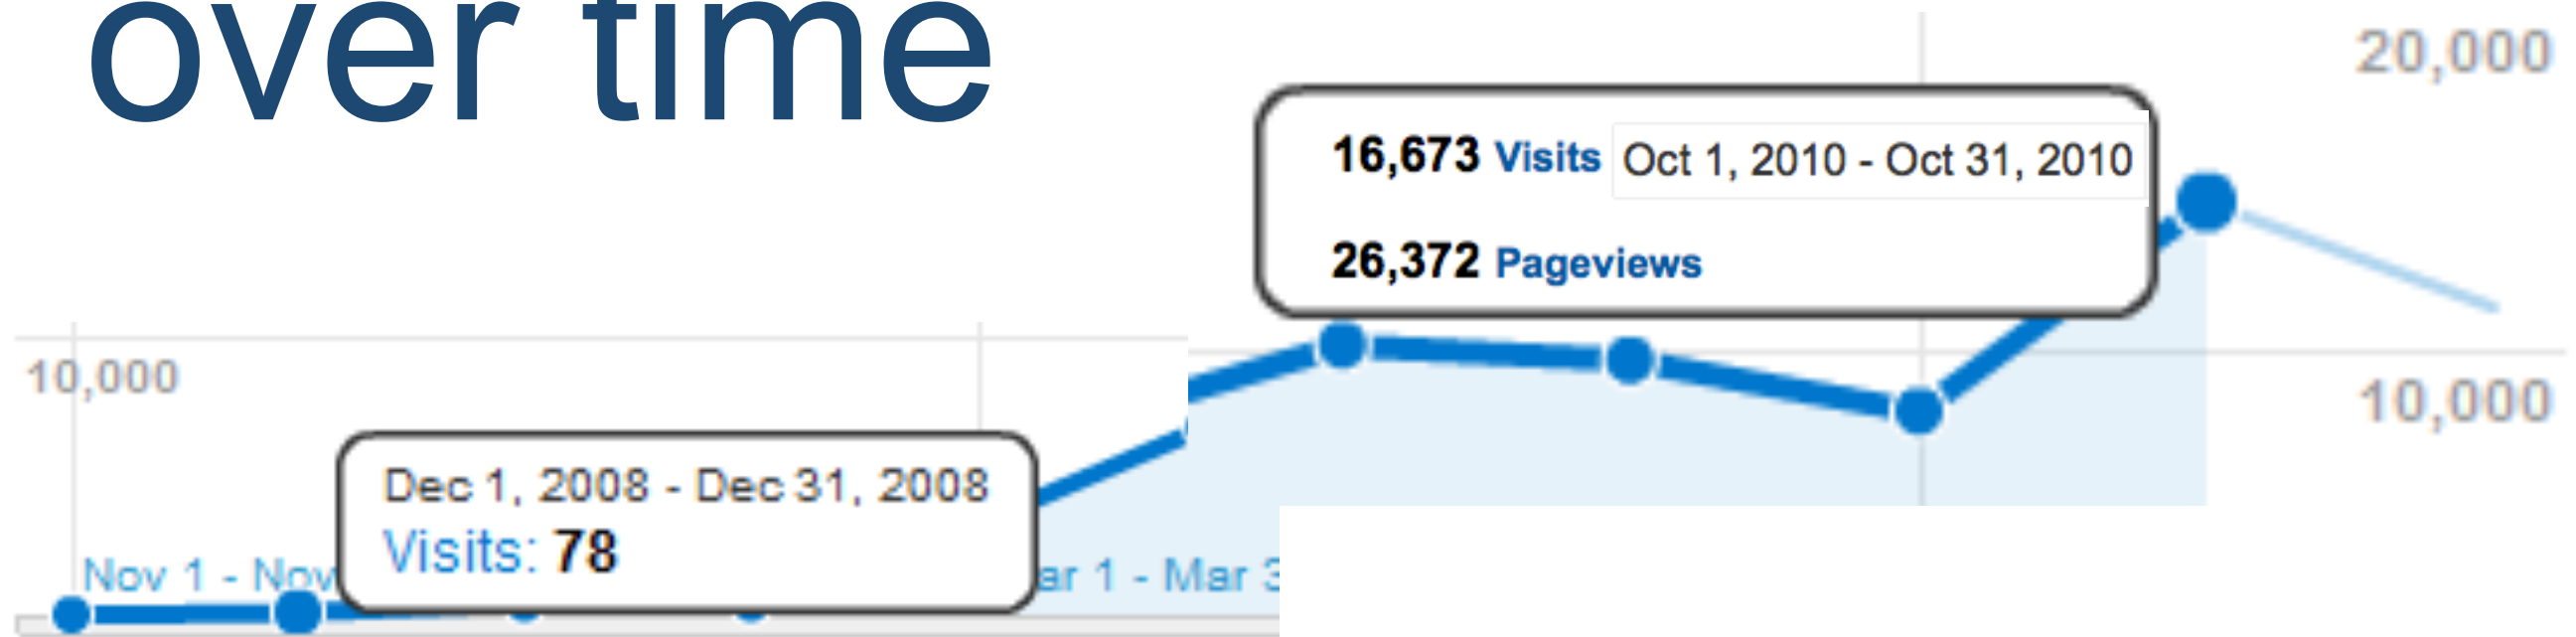 over time
20,000
16,673 Visits Oct 1, 2010 - Oct 31, 2010
26,372 Pageviews
10,000
10,000
Dec 1, 2008 - Dec 31, 2008
Visits: 78
Nov 1 - Nov
ar 1 - Mar 3